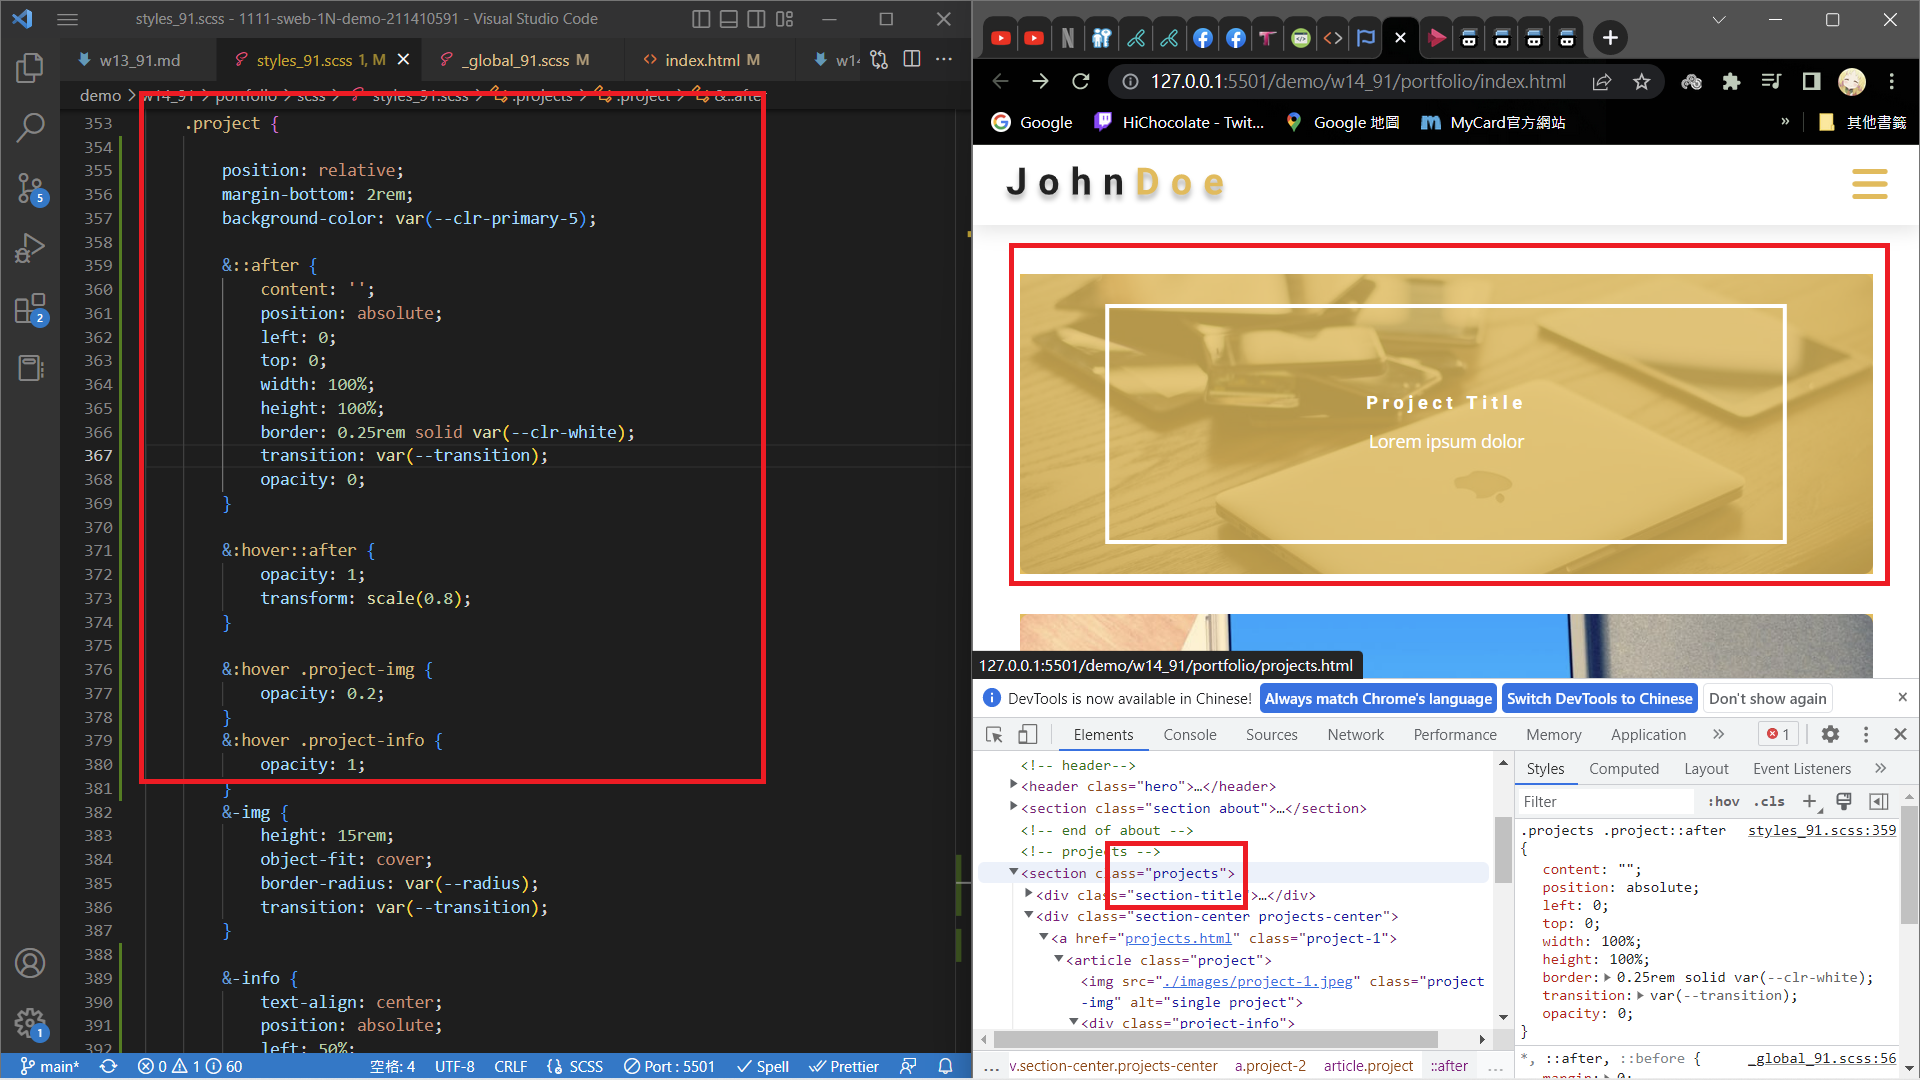 styles_91.scss - 1111-sweb-1N-demo-211410591 - Visual Studio Code
w13_91.md
styles_91.scss 1, M
_global_91.scss M
index.html M
w14
demo > w14_91 > portfolio > scss > styles_91.scss > .projects > .project > &::after
353 .project {
354
355 position: relative;
356 margin-bottom: 2rem;
357 background-color: var(--clr-primary-5);
358
359 &::after {
360 content: '';
361 position: absolute;
362 left: 0;
363 top: 0;
364 width: 100%;
365 height: 100%;
366 border: 0.25rem solid var(--clr-white);
367 transition: var(--transition);
368 opacity: 0;
369 }
370
371 &:hover::after {
372 opacity: 1;
373 transform: scale(0.8);
374 }
375
376 &:hover .project-img {
377 opacity: 0.2;
378 }
379 &:hover .project-info {
380 opacity: 1;
381 }
382 &-img {
383 height: 15rem;
384 object-fit: cover;
385 border-radius: var(--radius);
386 transition: var(--transition);
387 }
388
389 &-info {
390 text-align: center;
391 position: absolute;
392 left: 50%;
5
2
1
main*
0 1 60
空格: 4
UTF-8
CRLF
{} SCSS
Port : 5501
Spell
Prettier
127.0.0.1:5501/demo/w14_91/portfolio/index.html
Google
HiChocolate - Twit...
Google 地圖
MyCard官方網站
»
其他書籤
JohnDoe
Project Title
Lorem ipsum dolor
127.0.0.1:5501/demo/w14_91/portfolio/projects.html
DevTools is now available in Chinese!
Always match Chrome's language
Switch DevTools to Chinese
Don't show again
Elements
Console
Sources
Network
Performance
Memory
Application
»
1
<!-- header-->
<header class="hero">…</header>
<section class="section about">…</section>
<!-- end of about -->
<!-- projects -->
<section class="projects">
<div class="section-title">…</div>
<div class="section-center projects-center">
<a href="projects.html" class="project-1">
<article class="project">
<img src="./images/project-1.jpeg" class="project
-img" alt="single project">
<div class="project-info">
... v.section-center.projects-center a.project-2 article.project ::after ...
Styles
Computed
Layout
Event Listeners
»
Filter
:hov .cls +
.projects .project::after styles_91.scss:359
{
content: "";
position: absolute;
left: 0;
top: 0;
width: 100%;
height: 100%;
border: 0.25rem solid var(--clr-white);
transition: var(--transition);
opacity: 0;
}
*, ::after, ::before { _global_91.scss:56
margin: 0;